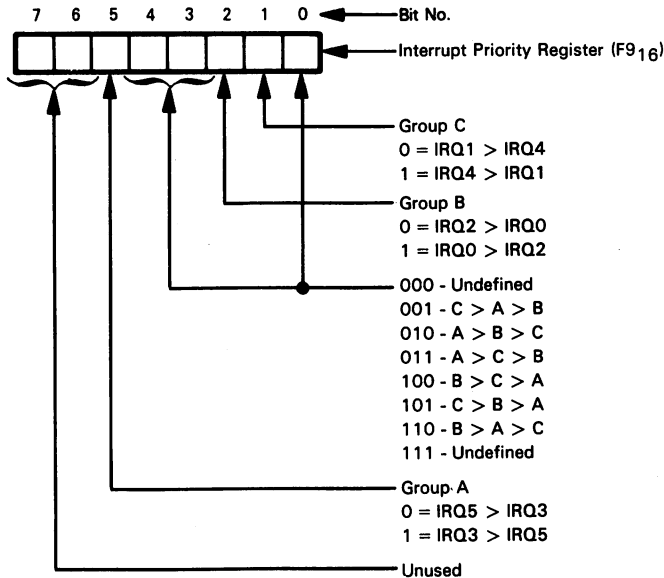 7 6 5 4 3 2 1 0 Bit No.
Interrupt Priority Register (F9₁₆)
Group C
0 = IRQ1 > IRQ4
1 = IRQ4 > IRQ1
Group B
0 = IRQ2 > IRQ0
1 = IRQ0 > IRQ2
000 - Undefined
001 - C > A > B
010 - A > B > C
011 - A > C > B
100 - B > C > A
101 - C > B > A
110 - B > A > C
111 - Undefined
Group A
0 = IRQ5 > IRQ3
1 = IRQ3 > IRQ5
Unused